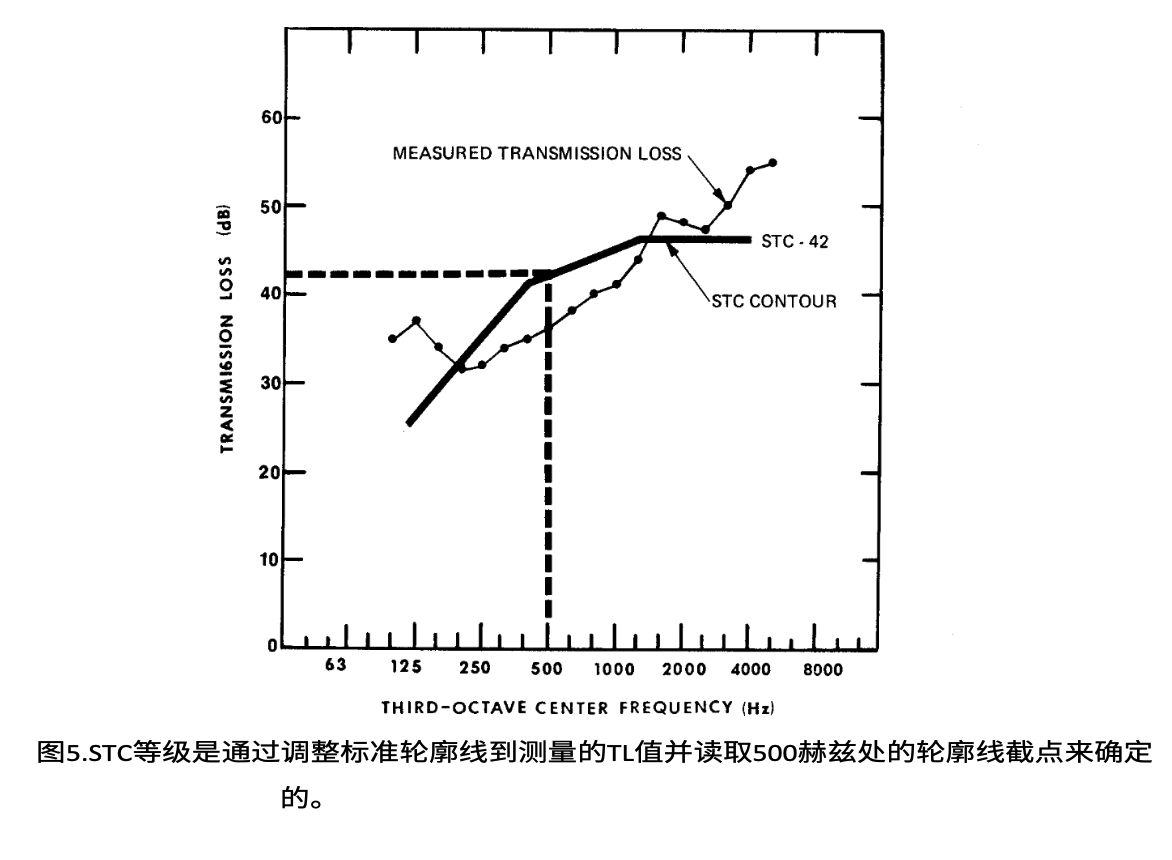 60
MEASURED TRANSMISSION LOSS
50
STC - 42
40
STC CONTOUR
30
20
10
0
TRANSMI6SION LOSS (dB)
63 125 250 500 1000 2000 4000 8000
THIRD-OCTAVE CENTER FREQUENCY (Hz)
图5.STC等级是通过调整标准轮廓线到测量的TL值并读取500赫兹处的轮廓线截点来确定
的。